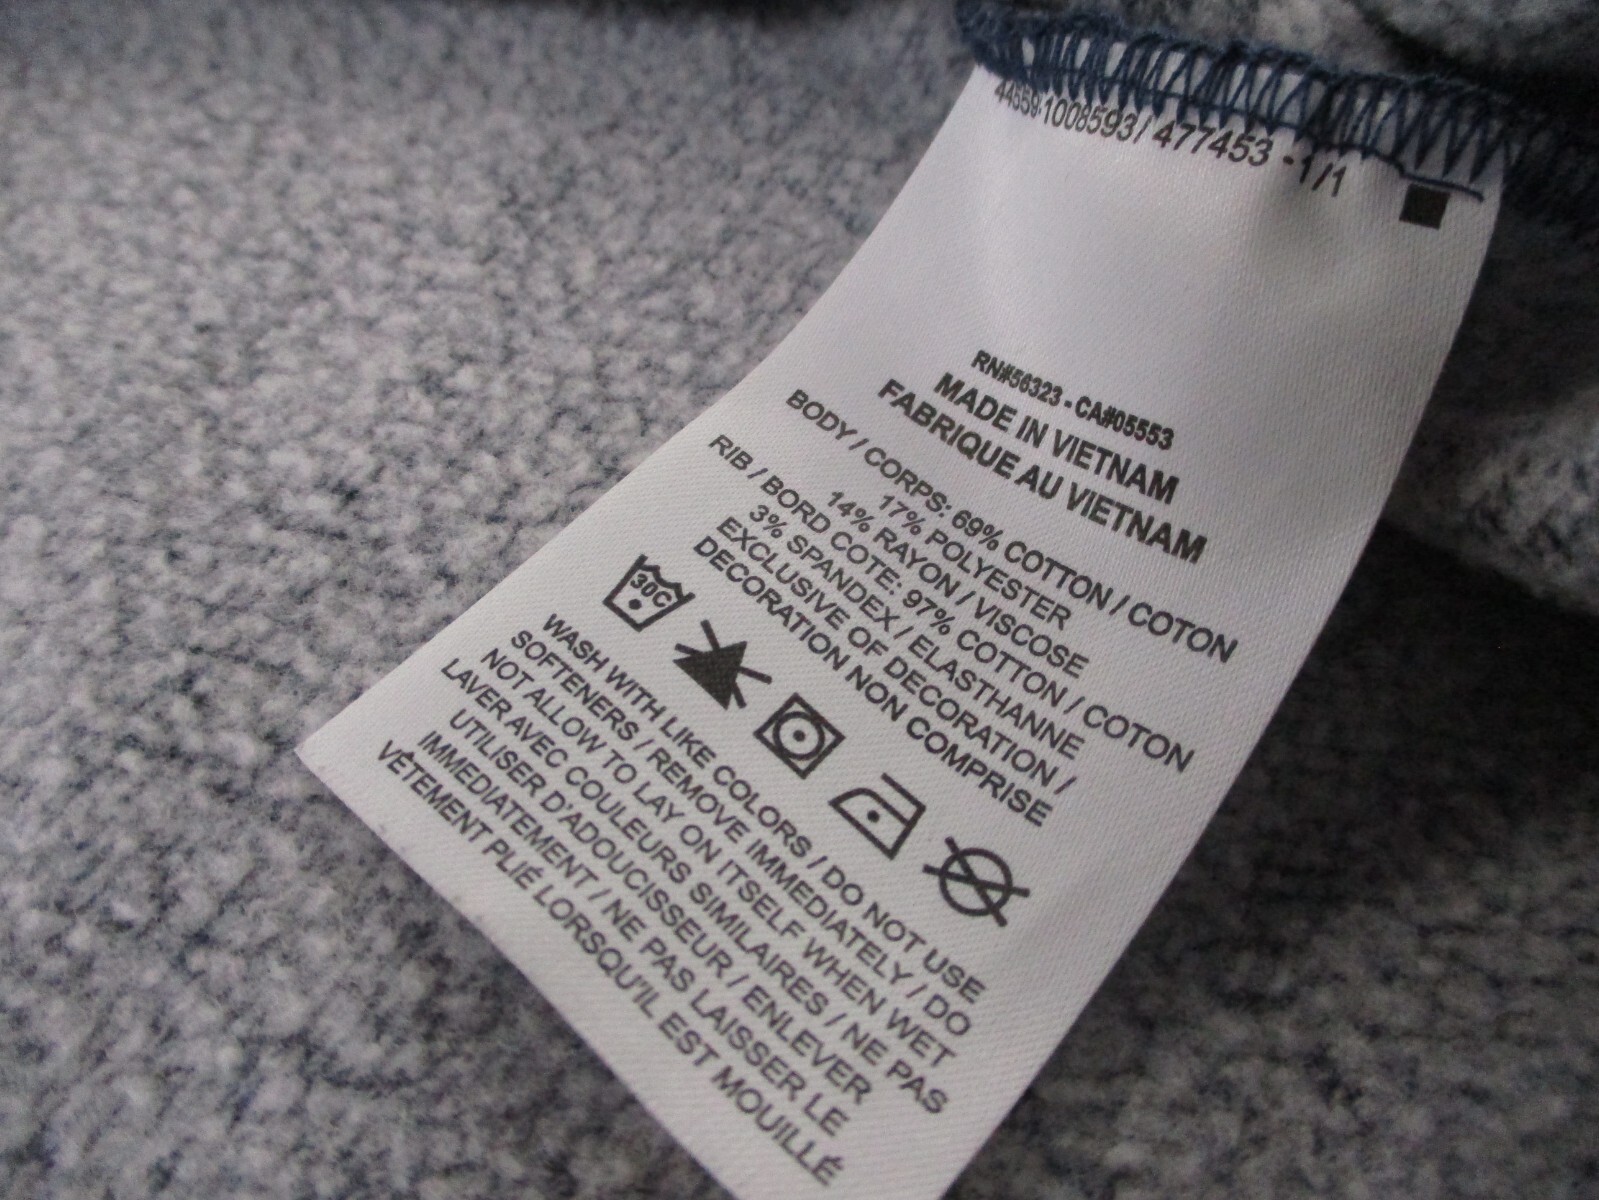 44559:1008593 / 477453 - 1/1
RN#56323 - CA#05553
MADE IN VIETNAM
FABRIQUE AU VIETNAM
BODY / CORPS: 69% COTTON / COTON
17% POLYESTER
14% RAYON / VISCOSE
RIB / BORD COTE: 97% COTTON / COTON
3% SPANDEX / ELASTHANNE
EXCLUSIVE OF DECORATION /
DECORATION NON COMPRISE
30C
WASH WITH LIKE COLORS / DO NOT USE
SOFTENERS / REMOVE IMMEDIATELY / DO
NOT ALLOW TO LAY ON ITSELF WHEN WET
LAVER AVEC COULEURS SIMILAIRES / NE PAS
UTILISER D'ADOUCISSEUR / ENLEVER
IMMEDIATEMENT / NE PAS LAISSER LE
VÊTEMENT PLIÉ LORSQU'IL EST MOUILLÉ